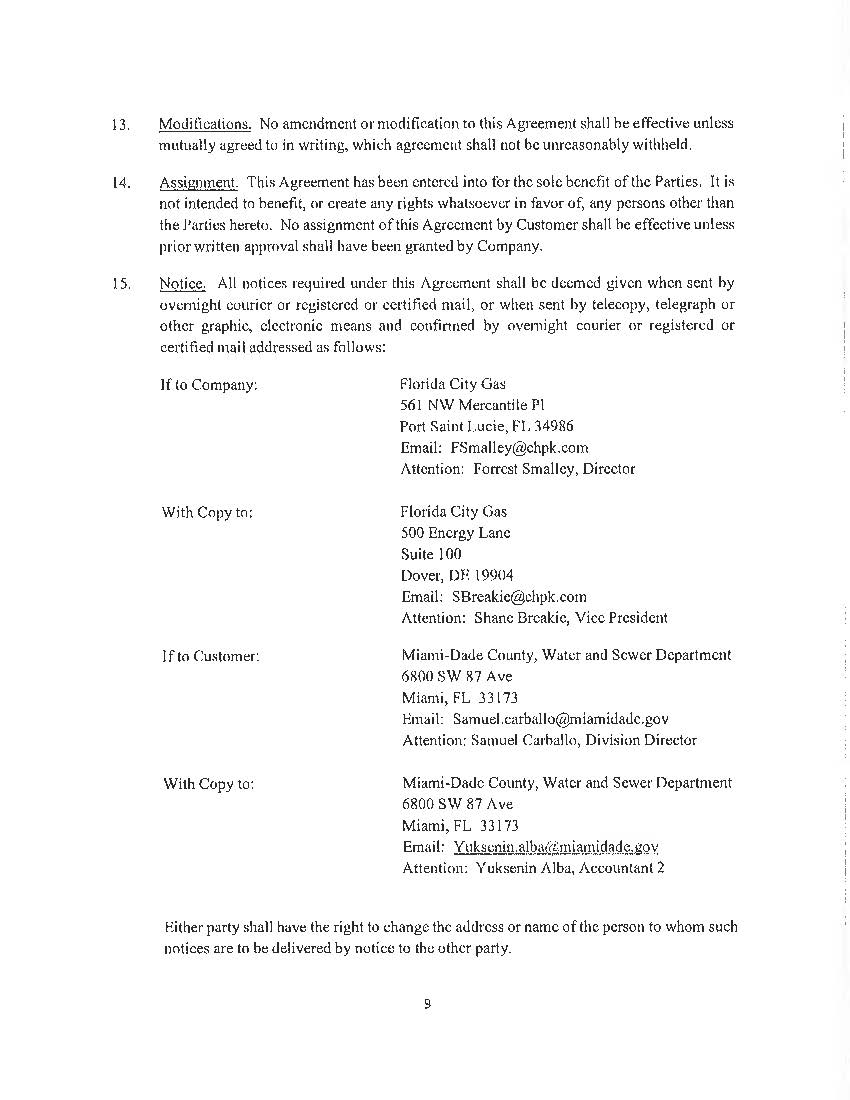 13. Modifications. No amendment or modification to this Agreement shall be effective unless
mutually agreed to in writing, which agreement shall not be unreasonably withheld.
14. Assignment. This Agreement has been entered into for the sole benefit of the Parties. It is
not intended to benefit, or create any rights whatsoever in favor of, any persons other than
the Parties hereto. No assignment of this Agreement by Customer shall be effective unless
prior written approval shall have been granted by Company.
15. Notice. All notices required under this Agreement shall be deemed given when sent by
overnight courier or registered or certified mail, or when sent by telecopy, telegraph or
other graphic, electronic means and confirmed by overnight courier or registered or
certified mail addressed as follows:
If to Company: Florida City Gas
561 NW Mercantile Pl
Port Saint Lucie, FL 34986
Email: FSmalley@chpk.com
Attention: Forrest Smalley, Director
With Copy to: Florida City Gas
500 Energy Lane
Suite 100
Dover, DE 19904
Email: SBreakie@chpk.com
Attention: Shane Breakie, Vice President
If to Customer: Miami-Dade County, Water and Sewer Department
6800 SW 87 Ave
Miami, FL 33173
Email: Samuel.carballo@miamidade.gov
Attention: Samuel Carballo, Division Director
With Copy to: Miami-Dade County, Water and Sewer Department
6800 SW 87 Ave
Miami, FL 33173
Email: Yuksenin.alba@miamidade.gov
Attention: Yuksenin Alba, Accountant 2
Either party shall have the right to change the address or name of the person to whom such
notices are to be delivered by notice to the other party.
9